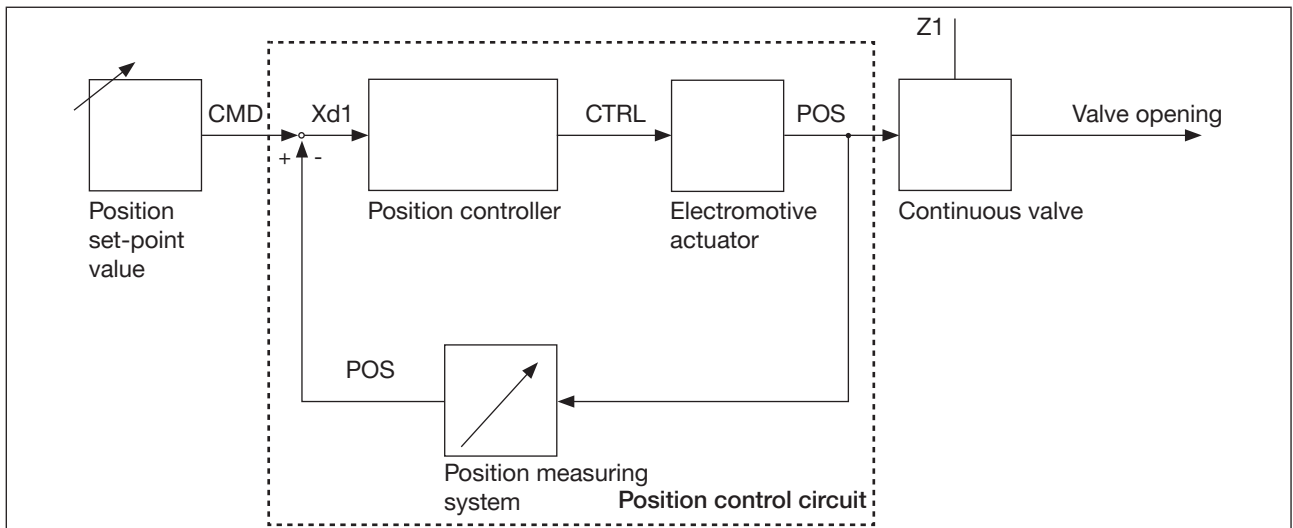 Z1
CMD
Xd1
CTRL
POS
Valve opening
+ -
Position
set-point
value
Position controller
Electromotive
actuator
Continuous valve
POS
Position measuring
system
Position control circuit